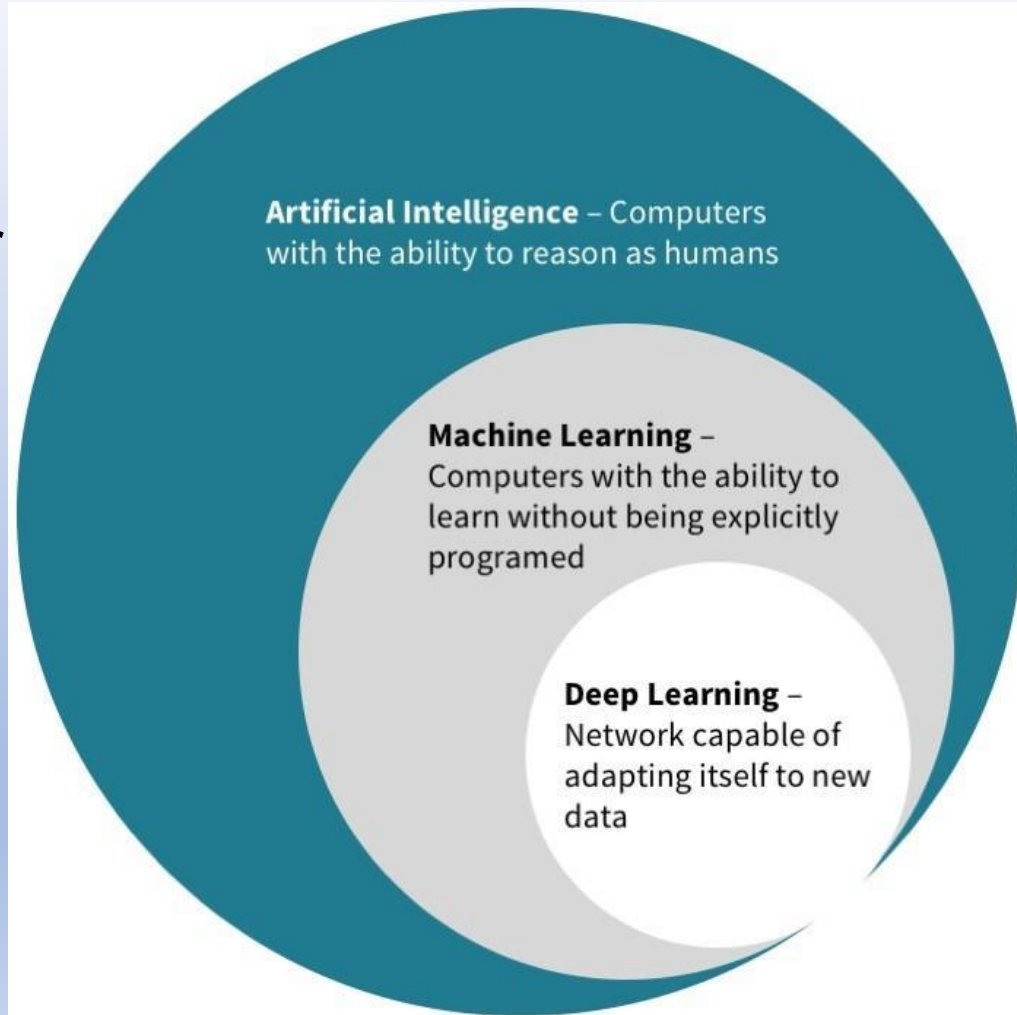 Artificial Intelligence – Computers
with the ability to reason as humans
Machine Learning –
Computers with the ability to
learn without being explicitly
programed
Deep Learning –
Network capable of
adapting itself to new
data